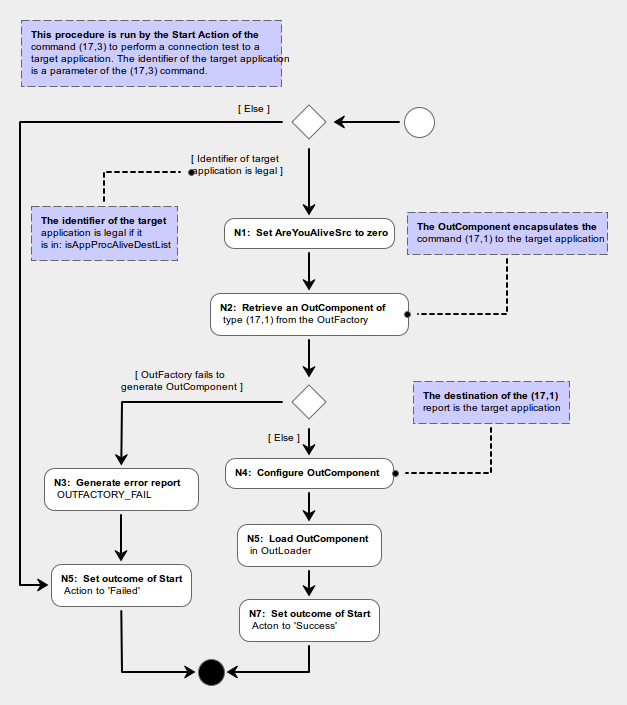 This procedure is run by the Start Action of the
command (17,3) to perform a connection test to a
target application. The identifier of the target application
is a parameter of the (17,3) command.
[ Else ]
[ Identifier of target
application is legal ]
The identifier of the target
application is legal if it
is in: isAppProcAliveDestList
N1:  Set AreYouAliveSrc to zero
The OutComponent encapsulates the
command (17,1) to the target application
N2:  Retrieve an OutComponent of
type (17,1) from the OutFactory
[ OutFactory fails to
generate OutComponent ]
The destination of the (17,1)
report is the target application
[ Else ]
N4:  Configure OutComponent
N3:  Generate error report
OUTFACTORY_FAIL
N5:  Load OutComponent
in OutLoader
N5:  Set outcome of Start
Action to 'Failed'
N7:  Set outcome of Start
Acton to 'Success'